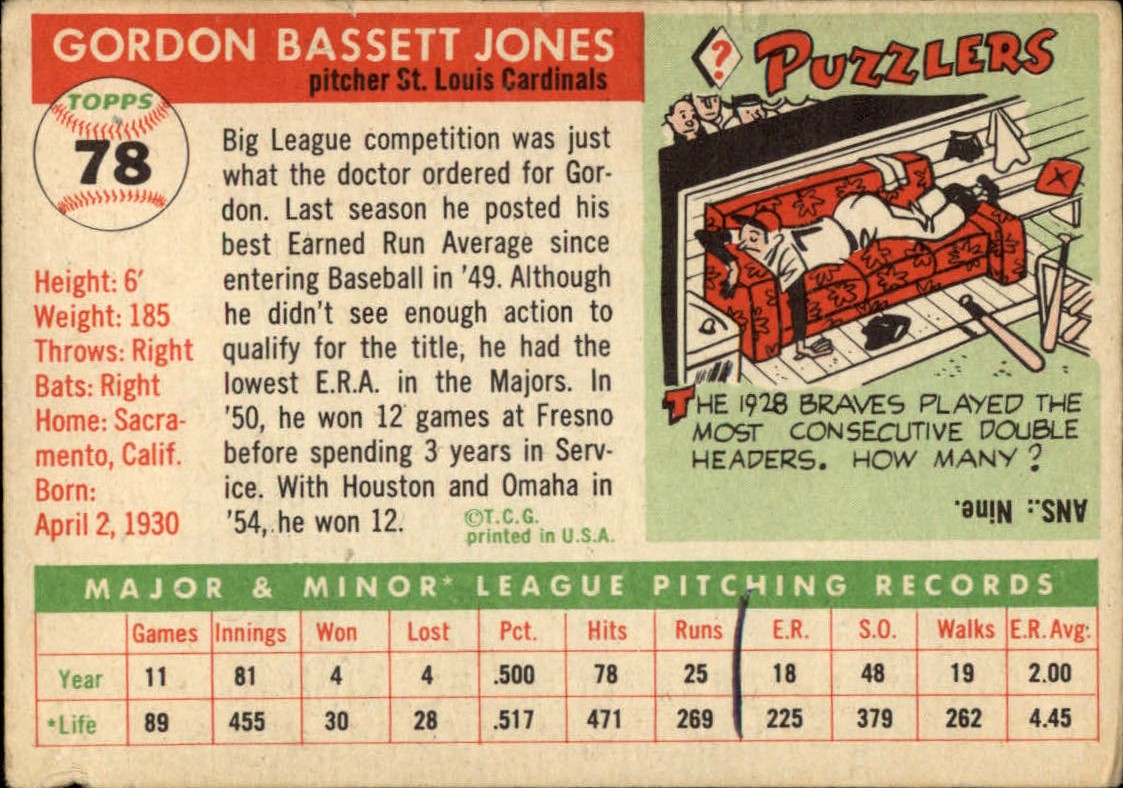 GORDON BASSETT JONES
pitcher St. Louis Cardinals
TOPPS
78
Height: 6′
Weight: 185
Throws: Right
Bats: Right
Home: Sacra-
mento, Calif.
Born:
April 2, 1930
Big League competition was just
what the doctor ordered for Gor-
don. Last season he posted his
best Earned Run Average since
entering Baseball in '49. Although
he didn't see enough action to
qualify for the title, he had the
lowest E.R.A. in the Majors. In
'50, he won 12 games at Fresno
before spending 3 years in Serv-
ice. With Houston and Omaha in
'54, he won 12.
©T.C.G.
printed in U.S.A.
? PUZZLERS
THE 1928 BRAVES PLAYED THE
MOST CONSECUTIVE DOUBLE
HEADERS. HOW MANY?
ANS.: Nine.
MAJOR & MINOR* LEAGUE PITCHING RECORDS
Games Innings Won Lost Pct. Hits Runs E.R. S.O. Walks E.R. Avg.
Year 11 81 4 4 .500 78 25 18 48 19 2.00
*Life 89 455 30 28 .517 471 269 225 379 262 4.45